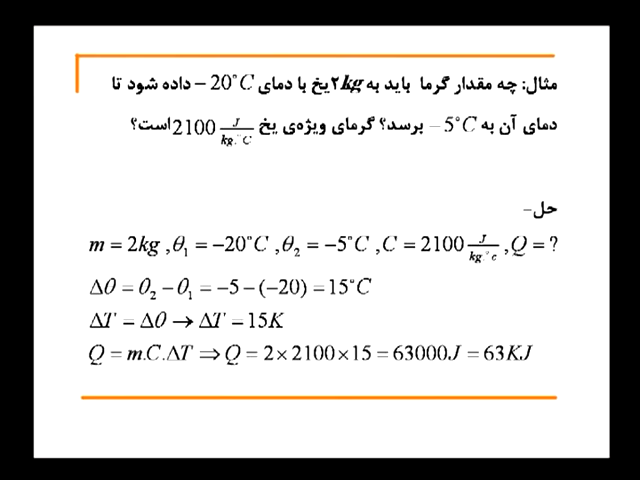 مثال: چه مقدار گرما باید به ۲kg یخ با دمای −20°C داده شود تا
دمای آن به −5°C برسد؟ گرمای ویژه‌ی یخ 2100 J/kg.°C است؟
حل-
m = 2kg , θ₁ = −20°C , θ₂ = −5°C , C = 2100 J/kg.°c , Q = ?
Δθ = θ₂ − θ₁ = −5 − (−20) = 15°C
ΔT = Δθ → ΔT = 15K
Q = m.C.ΔT ⇒ Q = 2 × 2100 × 15 = 63000J = 63KJ